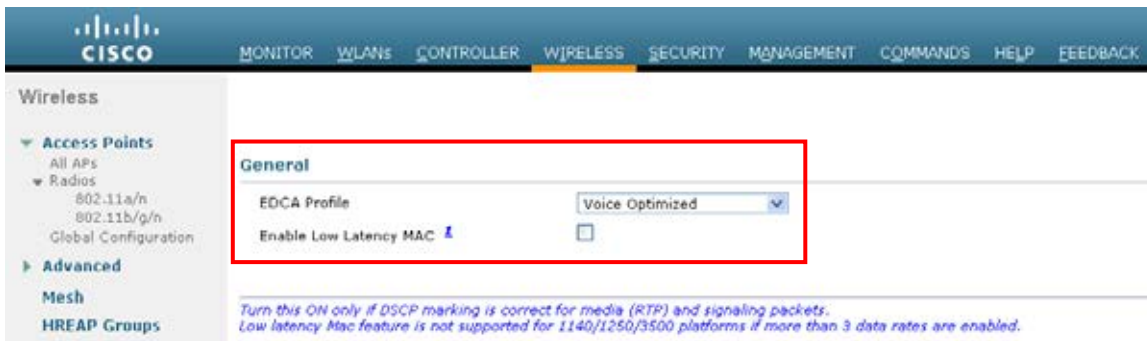 CISCO
MONITOR WLANs CONTROLLER WIRELESS SECURITY MANAGEMENT COMMANDS HELP FEEDBACK
Wireless
Access Points
All APs
Radios
802.11a/n
802.11b/g/n
Global Configuration
Advanced
Mesh
HREAP Groups
General
EDCA Profile Voice Optimized
Enable Low Latency MAC 1
Turn this ON only if DSCP marking is correct for media (RTP) and signaling packets.
Low latency Mac feature is not supported for 1140/1250/3500 platforms if more than 3 data rates are enabled.